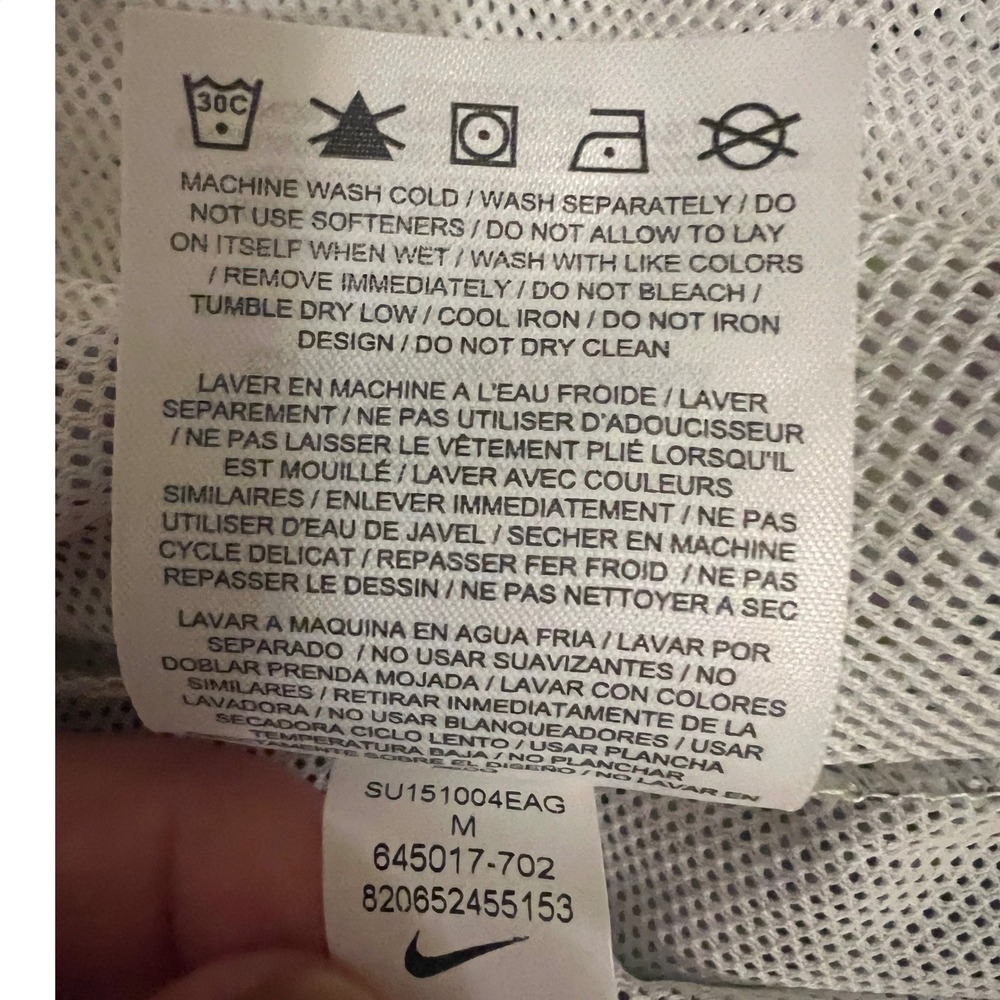 30C
MACHINE WASH COLD / WASH SEPARATELY / DO
NOT USE SOFTENERS / DO NOT ALLOW TO LAY
ON ITSELF WHEN WET / WASH WITH LIKE COLORS
/ REMOVE IMMEDIATELY / DO NOT BLEACH /
TUMBLE DRY LOW / COOL IRON / DO NOT IRON
DESIGN / DO NOT DRY CLEAN
LAVER EN MACHINE A L'EAU FROIDE / LAVER
SEPAREMENT / NE PAS UTILISER D'ADOUCISSEUR
/ NE PAS LAISSER LE VÊTEMENT PLIÉ LORSQU'IL
EST MOUILLÉ / LAVER AVEC COULEURS
SIMILAIRES / ENLEVER IMMEDIATEMENT / NE PAS
UTILISER D'EAU DE JAVEL / SECHER EN MACHINE
CYCLE DELICAT / REPASSER FER FROID / NE PAS
REPASSER LE DESSIN / NE PAS NETTOYER A SEC
LAVAR A MAQUINA EN AGUA FRIA / LAVAR POR
SEPARADO / NO USAR SUAVIZANTES / NO
DOBLAR PRENDA MOJADA / LAVAR CON COLORES
SIMILARES / RETIRAR INMEDIATAMENTE DE LA
LAVADORA / NO USAR BLANQUEADORES / USAR
SECADORA CICLO LENTO / USAR PLANCHA
TEMPERATURA BAJA / NO PLANCHAR
SOBRE EL DISEÑO / NO LAVAR EN
SU151004EAG
M
645017-702
820652455153